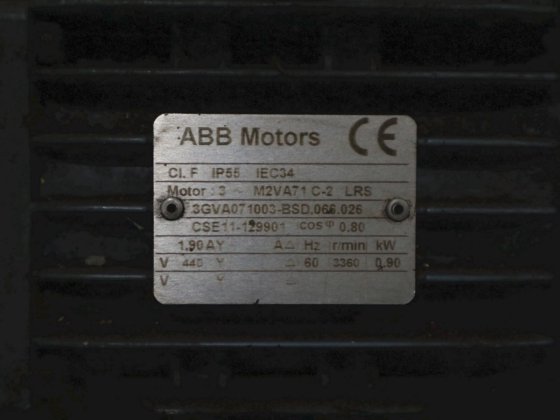 ABB Motors CE
Cl. F IP55 IEC34
Motor 3 ~ M2VA71 C-2 LRS
3GVA071003-BSD.066.026
CSE11-129901 cos φ 0.80
1.90 AY A△ Hz r/min kW
V 440 Y △ 60 3360 0.90
V Y △